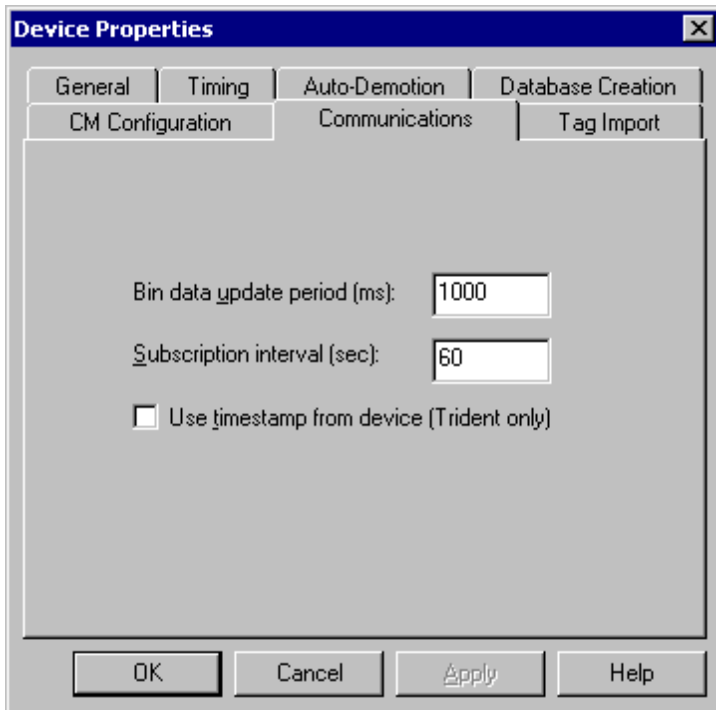 Device Properties
General Timing Auto-Demotion Database Creation
CM Configuration Communications Tag Import
Bin data update period (ms): 1000
Subscription interval (sec): 60
Use timestamp from device (Trident only)
OK Cancel Apply Help